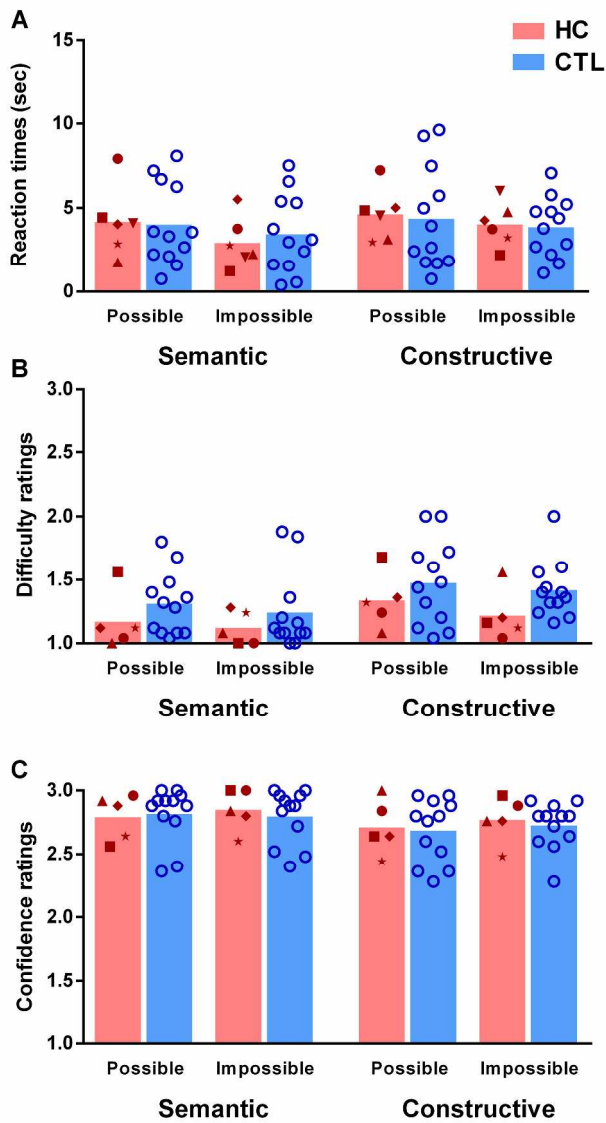 A
HC
CTL
Reaction times (sec)
15
10
5
0
Possible Impossible Possible Impossible
Semantic Constructive
B
Difficulty ratings
3.0
2.5
2.0
1.5
1.0
Possible Impossible Possible Impossible
Semantic Constructive
C
Confidence ratings
3.0
2.5
2.0
1.5
1.0
Possible Impossible Possible Impossible
Semantic Constructive